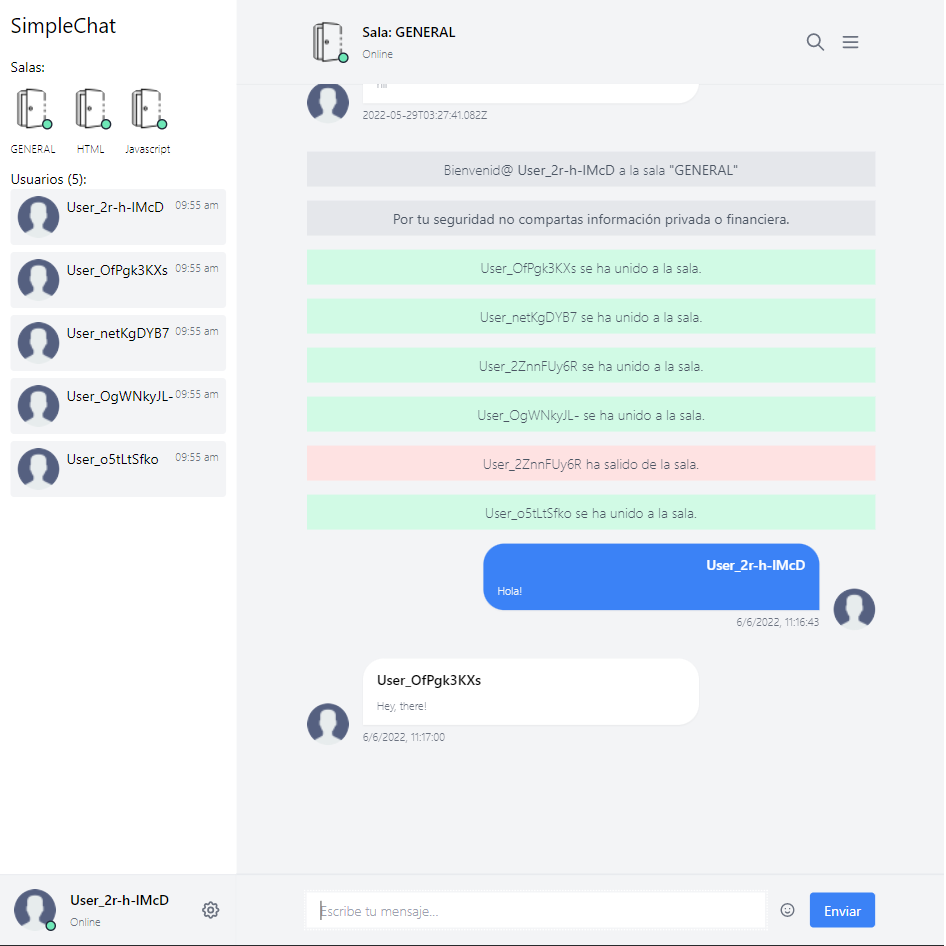 SimpleChat
Salas:
GENERAL HTML Javascript
Usuarios (5):
User_2r-h-IMcD 09:55 am
User_OfPgk3KXs 09:55 am
User_netKgDYB7 09:55 am
User_OgWNkyJL- 09:55 am
User_o5tLtSfko 09:55 am
User_2r-h-IMcD
Online
Sala: GENERAL
Online
2022-05-29T03:27:41.082Z
Bienvenid@ User_2r-h-IMcD a la sala "GENERAL"
Por tu seguridad no compartas información privada o financiera.
User_OfPgk3KXs se ha unido a la sala.
User_netKgDYB7 se ha unido a la sala.
User_2ZnnFUy6R se ha unido a la sala.
User_OgWNkyJL- se ha unido a la sala.
User_2ZnnFUy6R ha salido de la sala.
User_o5tLtSfko se ha unido a la sala.
User_2r-h-IMcD
Hola!
6/6/2022, 11:16:43
User_OfPgk3KXs
Hey, there!
6/6/2022, 11:17:00
Escribe tu mensaje...
Enviar